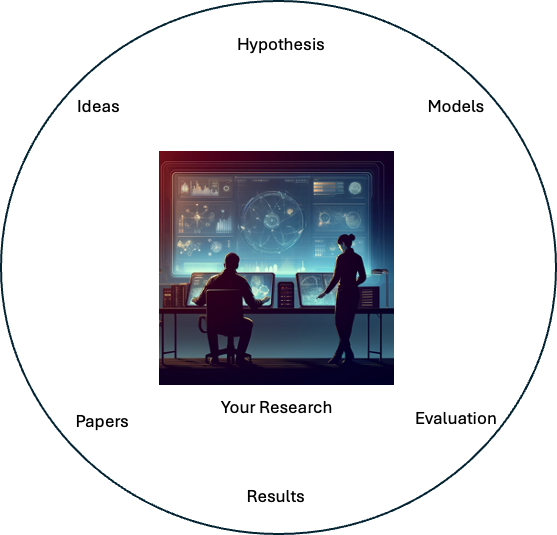 Hypothesis
Ideas
Models
Your Research
Papers
Evaluation
Results